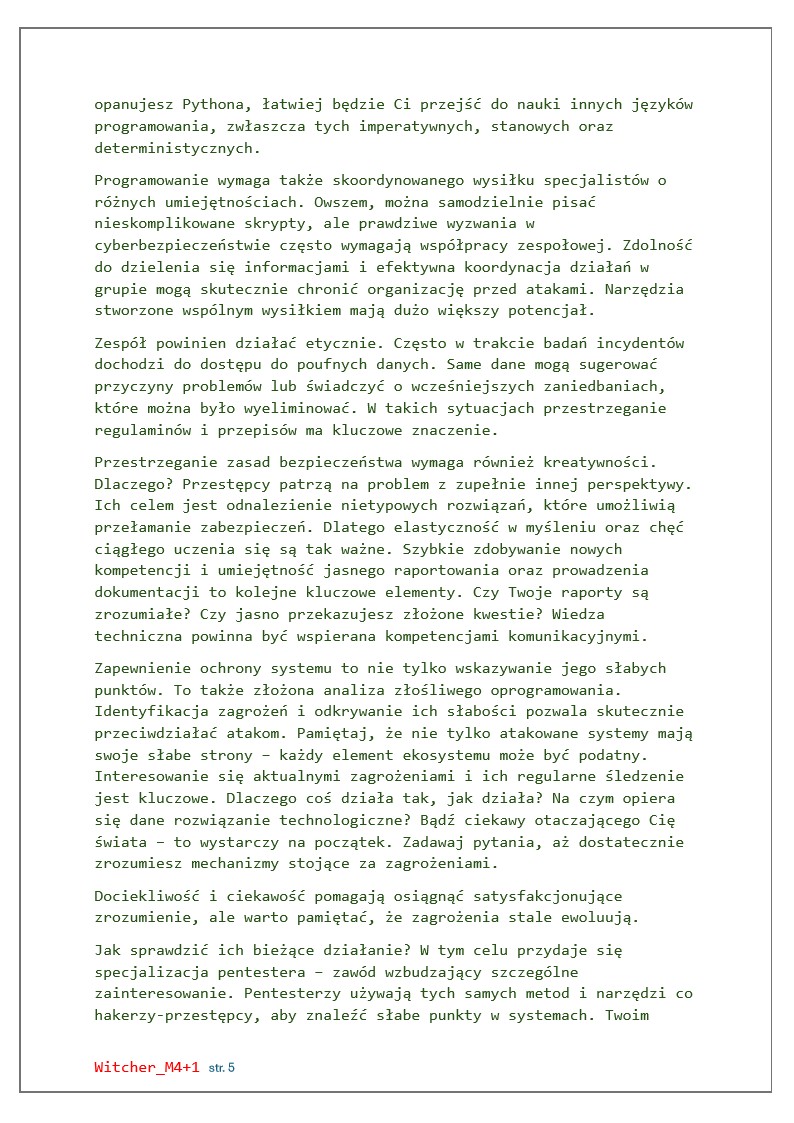 opanujesz Pythona, łatwiej będzie Ci przejść do nauki innych języków
programowania, zwłaszcza tych imperatywnych, stanowych oraz
deterministycznych.
Programowanie wymaga także skoordynowanego wysiłku specjalistów o
różnych umiejętnościach. Owszem, można samodzielnie pisać
nieskomplikowane skrypty, ale prawdziwe wyzwania w
cyberbezpieczeństwie często wymagają współpracy zespołowej. Zdolność
do dzielenia się informacjami i efektywna koordynacja działań w
grupie mogą skutecznie chronić organizację przed atakami. Narzędzia
stworzone wspólnym wysiłkiem mają dużo większy potencjał.
Zespół powinien działać etycznie. Często w trakcie badań incydentów
dochodzi do dostępu do poufnych danych. Same dane mogą sugerować
przyczyny problemów lub świadczyć o wcześniejszych zaniedbaniach,
które można było wyeliminować. W takich sytuacjach przestrzeganie
regulaminów i przepisów ma kluczowe znaczenie.
Przestrzeganie zasad bezpieczeństwa wymaga również kreatywności.
Dlaczego? Przestępcy patrzą na problem z zupełnie innej perspektywy.
Ich celem jest odnalezienie nietypowych rozwiązań, które umożliwią
przełamanie zabezpieczeń. Dlatego elastyczność w myśleniu oraz chęć
ciągłego uczenia się są tak ważne. Szybkie zdobywanie nowych
kompetencji i umiejętność jasnego raportowania oraz prowadzenia
dokumentacji to kolejne kluczowe elementy. Czy Twoje raporty są
zrozumiałe? Czy jasno przekazujesz złożone kwestie? Wiedza
techniczna powinna być wspierana kompetencjami komunikacyjnymi.
Zapewnienie ochrony systemu to nie tylko wskazywanie jego słabych
punktów. To także złożona analiza złośliwego oprogramowania.
Identyfikacja zagrożeń i odkrywanie ich słabości pozwala skutecznie
przeciwdziałać atakom. Pamiętaj, że nie tylko atakowane systemy mają
swoje słabe strony – każdy element ekosystemu może być podatny.
Interesowanie się aktualnymi zagrożeniami i ich regularne śledzenie
jest kluczowe. Dlaczego coś działa tak, jak działa? Na czym opiera
się dane rozwiązanie technologiczne? Bądź ciekawy otaczającego Cię
świata – to wystarczy na początek. Zadawaj pytania, aż dostatecznie
zrozumiesz mechanizmy stojące za zagrożeniami.
Dociekliwość i ciekawość pomagają osiągnąć satysfakcjonujące
zrozumienie, ale warto pamiętać, że zagrożenia stale ewoluują.
Jak sprawdzić ich bieżące działanie? W tym celu przydaje się
specjalizacja pentestera – zawód wzbudzający szczególne
zainteresowanie. Pentesterzy używają tych samych metod i narzędzi co
hakerzy-przestępcy, aby znaleźć słabe punkty w systemach. Twoim
Witcher_M4+1 str. 5